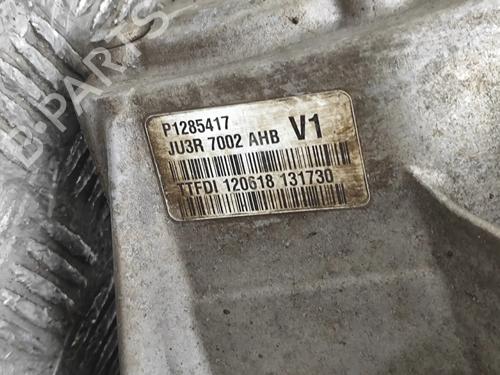 B-PARTS
P1285417
JU3R 7002 AHB V1
TTFDI 120618 131730